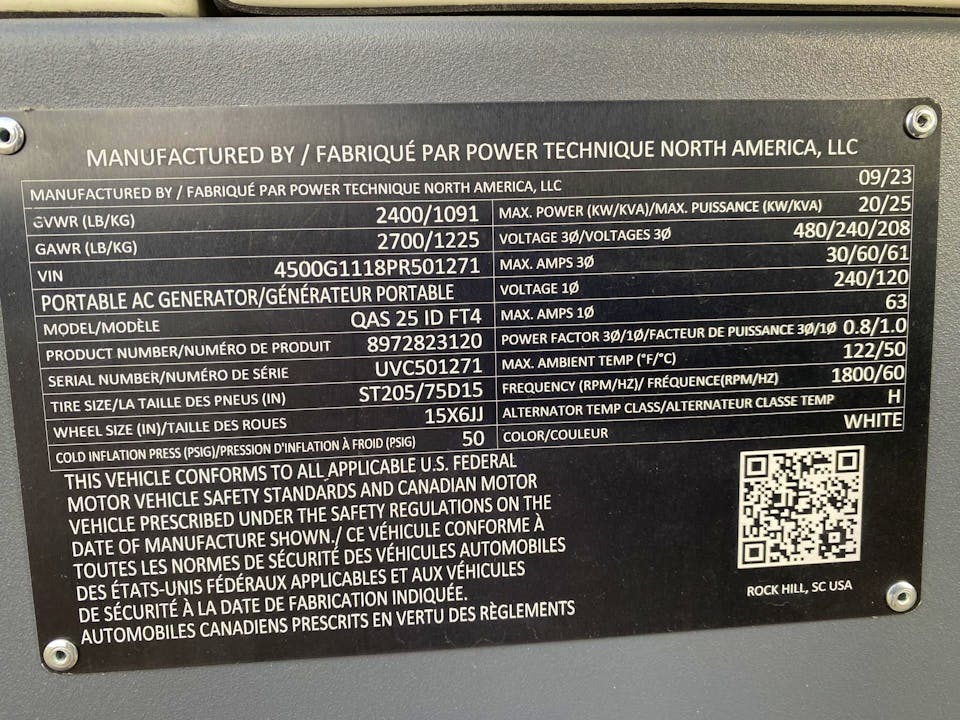 MANUFACTURED BY / FABRIQUÉ PAR POWER TECHNIQUE NORTH AMERICA, LLC
MANUFACTURED BY / FABRIQUÉ PAR POWER TECHNIQUE NORTH AMERICA, LLC 09/23
GVWR (LB/KG) 2400/1091
GAWR (LB/KG) 2700/1225
VIN 4500G1118PR501271
PORTABLE AC GENERATOR/GÉNÉRATEUR PORTABLE
MODEL/MODÈLE QAS 25 ID FT4
PRODUCT NUMBER/NUMÉRO DE PRODUIT 8972823120
SERIAL NUMBER/NUMÉRO DE SÉRIE UVC501271
TIRE SIZE/LA TAILLE DES PNEUS (IN) ST205/75D15
WHEEL SIZE (IN)/TAILLE DES ROUES 15X6JJ
COLD INFLATION PRESS (PSIG)/PRESSION D'INFLATION À FROID (PSIG) 50
MAX. POWER (KW/KVA)/MAX. PUISSANCE (KW/KVA) 20/25
VOLTAGE 3Ø/VOLTAGES 3Ø 480/240/208
MAX. AMPS 3Ø 30/60/61
VOLTAGE 1Ø 240/120
MAX. AMPS 1Ø 63
POWER FACTOR 3Ø/1Ø/FACTEUR DE PUISSANCE 3Ø/1Ø 0.8/1.0
MAX. AMBIENT TEMP (°F/°C) 122/50
FREQUENCY (RPM/HZ)/ FRÉQUENCE(RPM/HZ) 1800/60
ALTERNATOR TEMP CLASS/ALTERNATEUR CLASSE TEMP H
COLOR/COULEUR WHITE
THIS VEHICLE CONFORMS TO ALL APPLICABLE U.S. FEDERAL
MOTOR VEHICLE SAFETY STANDARDS AND CANADIAN MOTOR
VEHICLE PRESCRIBED UNDER THE SAFETY REGULATIONS ON THE
DATE OF MANUFACTURE SHOWN./ CE VÉHICULE CONFORME À
TOUTES LES NORMES DE SÉCURITÉ DES VÉHICULES AUTOMOBILES
DES ÉTATS-UNIS FÉDÉRAUX APPLICABLES ET AUX VÉHICULES
DE SÉCURITÉ À LA DATE DE FABRICATION INDIQUÉE.
AUTOMOBILES CANADIENS PRESCRITS EN VERTU DES RÈGLEMENTS
ROCK HILL, SC USA